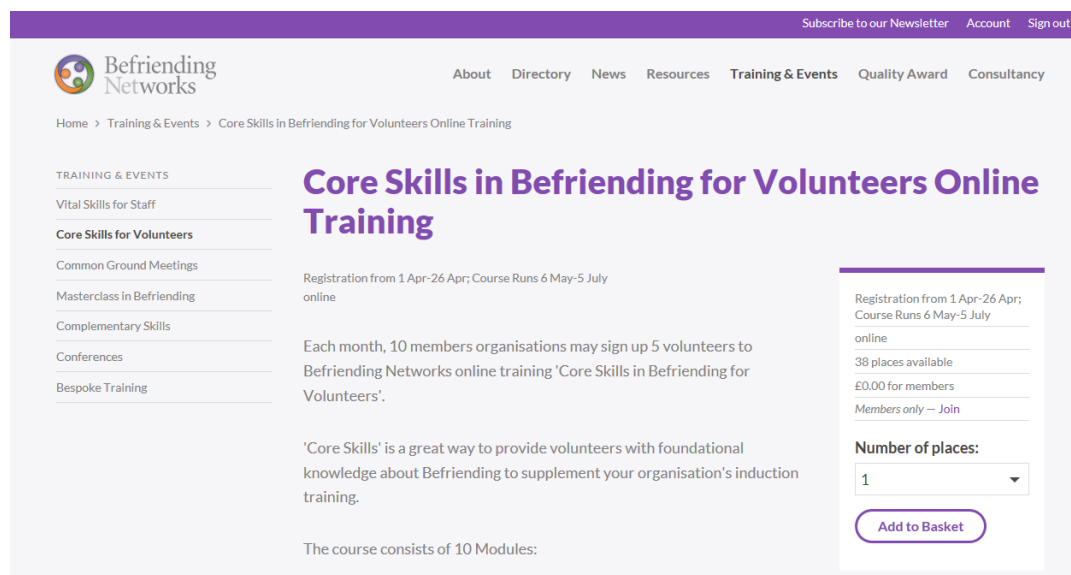 Subscribe to our Newsletter Account Sign out
Befriending
Networks
About Directory News Resources Training & Events Quality Award Consultancy
Home > Training & Events > Core Skills in Befriending for Volunteers Online Training
TRAINING & EVENTS
Vital Skills for Staff
Core Skills for Volunteers
Common Ground Meetings
Masterclass in Befriending
Complementary Skills
Conferences
Bespoke Training
Core Skills in Befriending for Volunteers Online
Training
Registration from 1 Apr-26 Apr; Course Runs 6 May-5 July
online
Each month, 10 members organisations may sign up 5 volunteers to
Befriending Networks online training 'Core Skills in Befriending for
Volunteers'.
'Core Skills' is a great way to provide volunteers with foundational
knowledge about Befriending to supplement your organisation's induction
training.
The course consists of 10 Modules:
Registration from 1 Apr-26 Apr;
Course Runs 6 May-5 July
online
38 places available
£0.00 for members
Members only — Join
Number of places:
1
Add to Basket